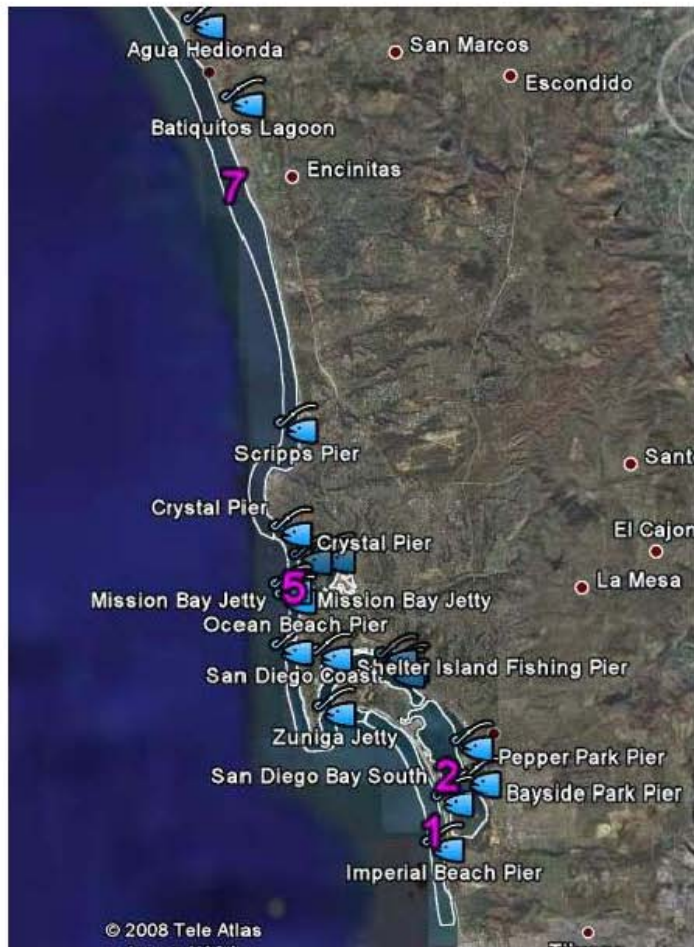 Agua Hedionda
San Marcos
Escondido
Batiquitos Lagoon
7
Encinitas
Scripps Pier
Sant
Crystal Pier
Crystal Pier
El Cajon
5
La Mesa
Mission Bay Jetty
Mission Bay Jetty
Ocean Beach Pier
San Diego Coast
Shelter Island Fishing Pier
Zuniga Jetty
Pepper Park Pier
San Diego Bay South
2
Bayside Park Pier
1
Imperial Beach Pier
© 2008 Tele Atlas